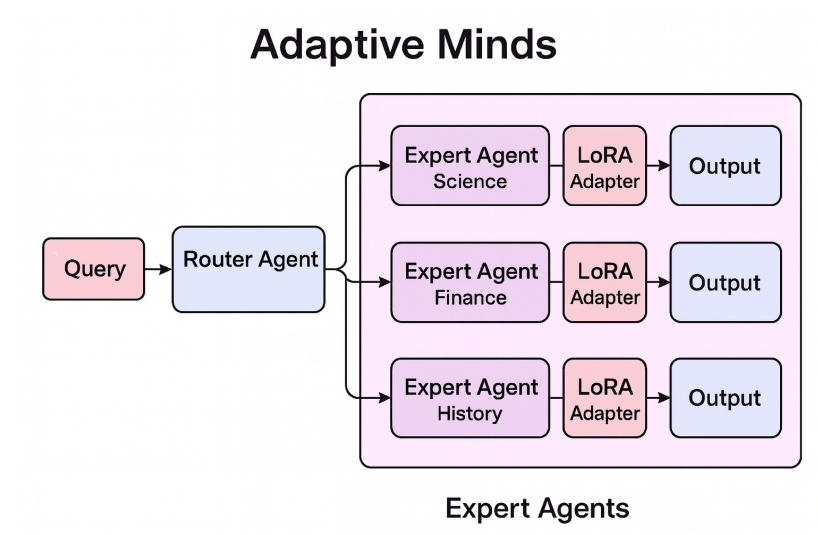 Adaptive Minds
Query
Router Agent
Expert Agent
Science
LoRA
Adapter
Output
Expert Agent
Finance
LoRA
Adapter
Output
Expert Agent
History
LoRA
Adapter
Output
Expert Agents